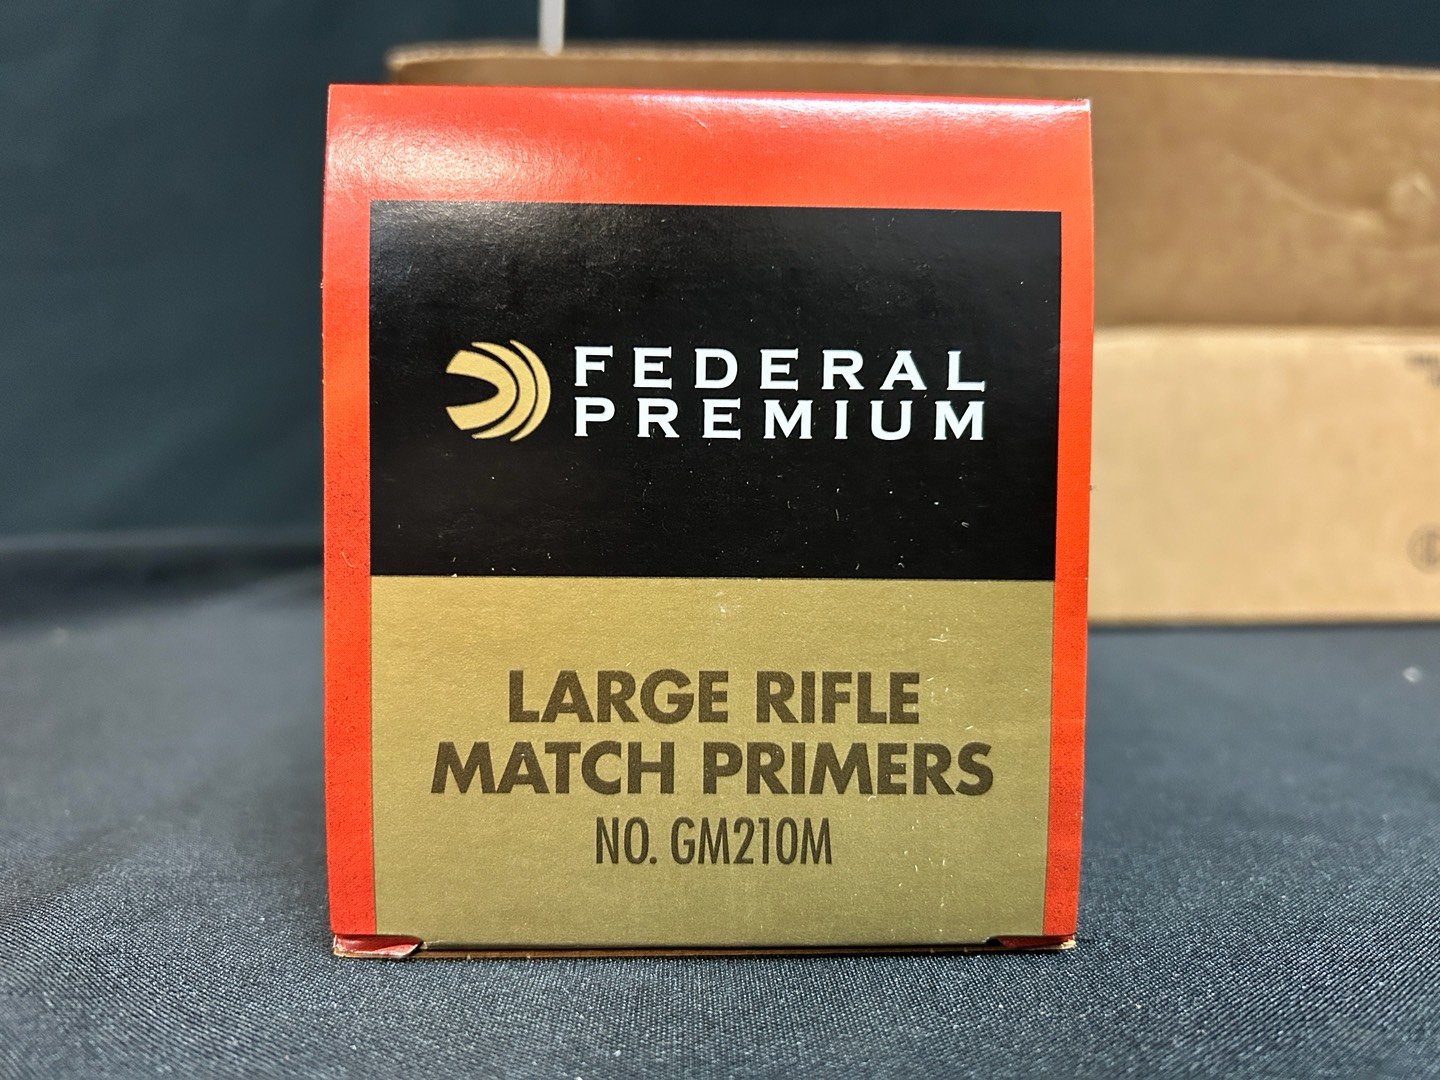 FEDERAL
PREMIUM
LARGE RIFLE
MATCH PRIMERS
NO. GM210M